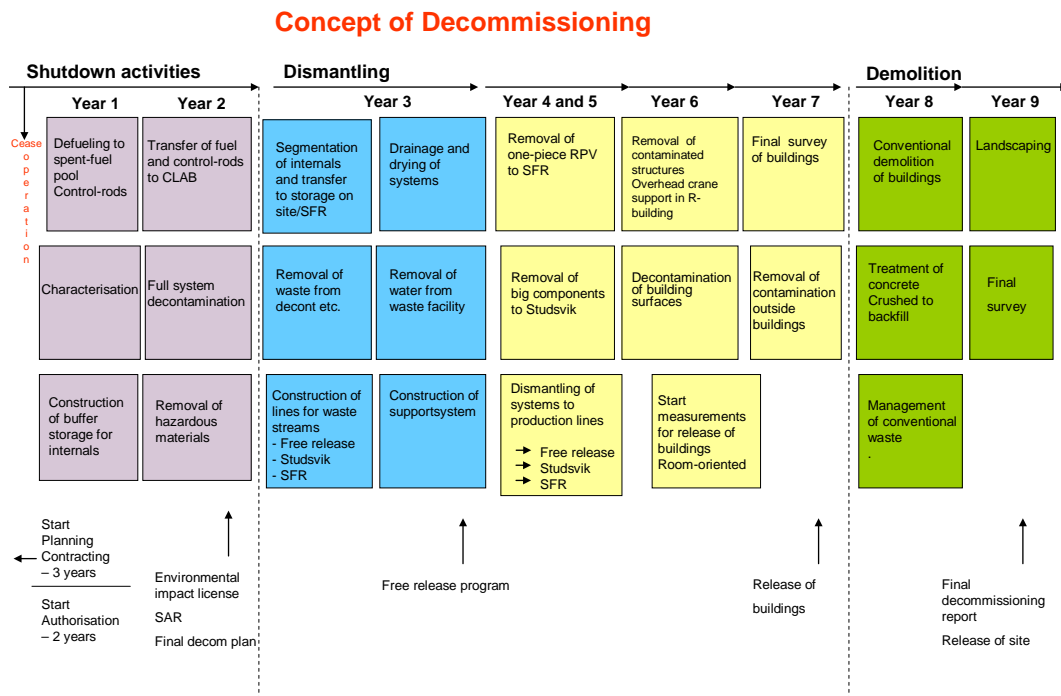 Concept of Decommissioning
Shutdown activities
Dismantling
Demolition
Year 1
Year 2
Year 3
Year 4 and 5
Year 6
Year 7
Year 8
Year 9
Cease
operation
Defueling to
spent-fuel
pool
Control-rods
Transfer of fuel
and control-rods
to CLAB
Segmentation
of internals
and transfer
to storage on
site/SFR
Drainage and
drying of
systems
Removal of
one-piece RPV
to SFR
Removal of
contaminated
structures
Overhead crane
support in R-
building
Final survey
of buildings
Conventional
demolition
of buildings
Landscaping
Characterisation
Full system
decontamination
Removal of
waste from
decont etc.
Removal of
water from
waste facility
Removal of
big components
to Studsvik
Decontamination
of building
surfaces
Removal of
contamination
outside
buildings
Treatment of
concrete
Crushed to
backfill
Final
survey
Construction
of buffer
storage for
internals
Removal of
hazardous
materials
Construction of
lines for waste
streams
- Free release
- Studsvik
- SFR
Construction of
supportsystem
Dismantling of
systems to
production lines
Free release
Studsvik
SFR
Start
measurements
for release of
buildings
Room-oriented
Management
of conventional
waste
.
Start
Planning
Contracting
– 3 years
Start
Authorisation
– 2 years
Environmental
impact license
SAR
Final decom plan
Free release program
Release of
buildings
Final
decommissioning
report
Release of site